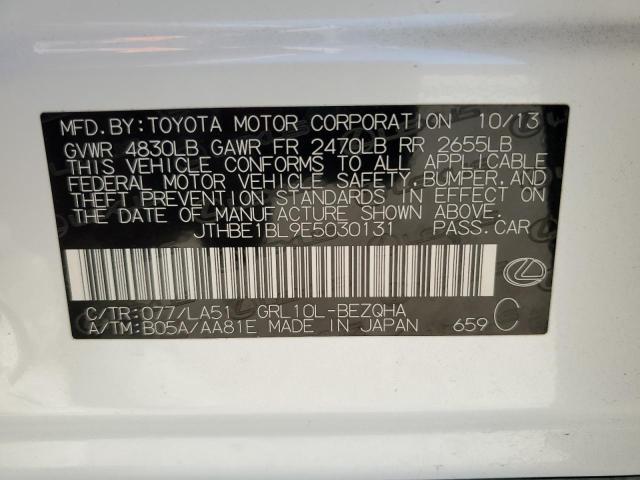 MFD. BY: TOYOTA MOTOR CORPORATION 10/13
GVWR 4830LB GAWR FR 2470LB RR 2655LB
THIS VEHICLE CONFORMS TO ALL APPLICABLE
FEDERAL MOTOR VEHICLE SAFETY, BUMPER, AND
THEFT PREVENTION STANDARDS IN EFFECT ON
THE DATE OF MANUFACTURE SHOWN ABOVE.
JTHBE1BL9E5030131 PASS.CAR
C/TR: 077/LA51 GRL10L-BEZQHA
A/TM: B05A/AA81E MADE IN JAPAN 659 C